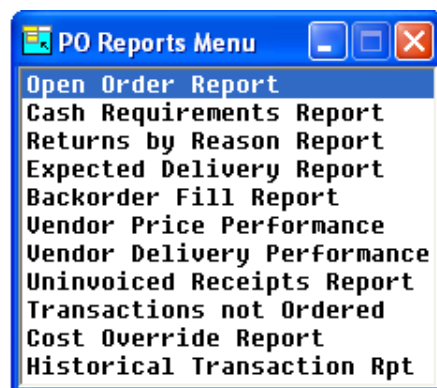 PO Reports Menu
Open Order Report
Cash Requirements Report
Returns by Reason Report
Expected Delivery Report
Backorder Fill Report
Vendor Price Performance
Vendor Delivery Performance
Uninvoiced Receipts Report
Transactions not Ordered
Cost Override Report
Historical Transaction Rpt